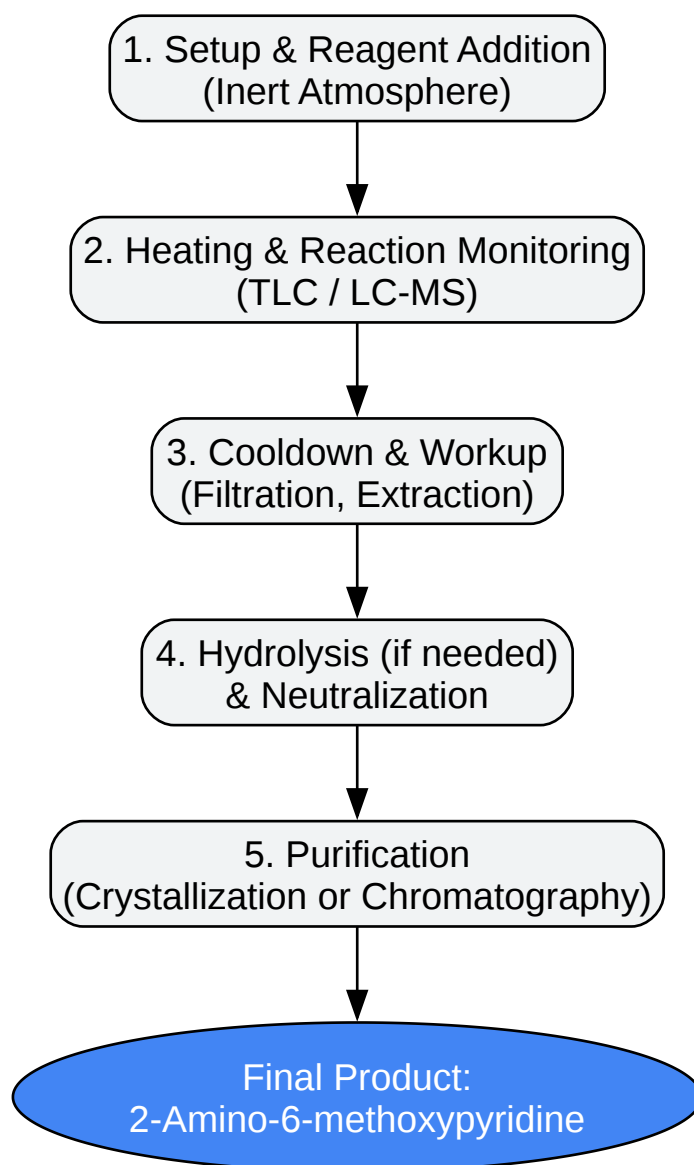 1. Setup & Reagent Addition
(Inert Atmosphere)
2. Heating & Reaction Monitoring
(TLC / LC-MS)
3. Cooldown & Workup
(Filtration, Extraction)
4. Hydrolysis (if needed)
& Neutralization
5. Purification
(Crystallization or Chromatography)
Final Product:
2-Amino-6-methoxypyridine